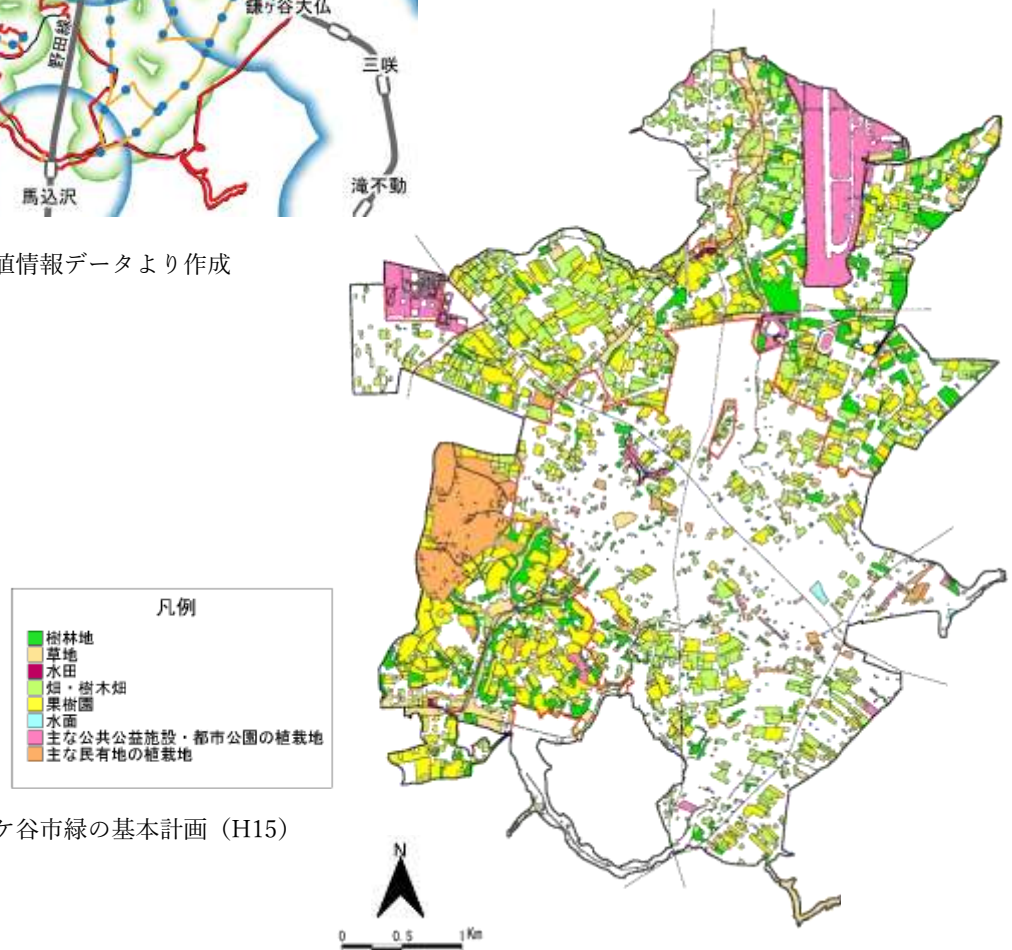 鎌ケ谷大仏
野田線
三咲
馬込沢
滝不動
値情報データより作成
凡例
樹林地
草地
水田
畑・樹木畑
果樹園
水面
主な公共公益施設・都市公園の植栽地
主な民有地の植栽地
ケ谷市緑の基本計画（H15）
N
0 0.5 1Km